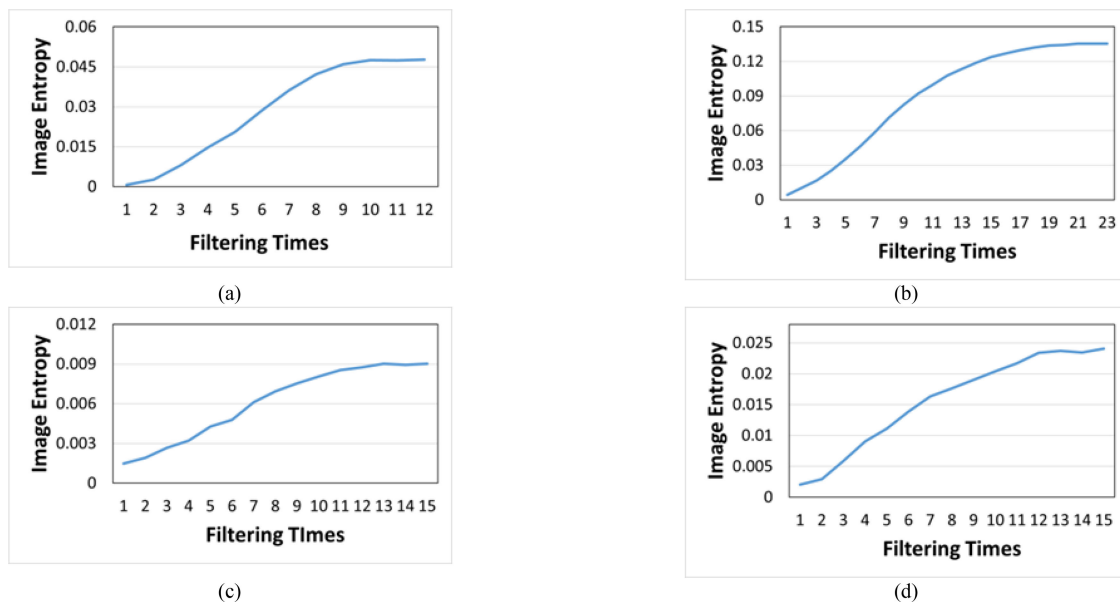 0.06
0.045
0.03
0.015
0
Image Entropy
1 2 3 4 5 6 7 8 9 10 11 12
Filtering Times
(a)
0.15
0.12
0.09
0.06
0.03
0
Image Entropy
1 3 5 7 9 11 13 15 17 19 21 23
Filtering Times
(b)
0.012
0.009
0.006
0.003
0
Image Entropy
1 2 3 4 5 6 7 8 9 10 11 12 13 14 15
Filtering TImes
(c)
0.025
0.02
0.015
0.01
0.005
0
Image Entropy
1 2 3 4 5 6 7 8 9 10 11 12 13 14 15
Filtering Times
(d)